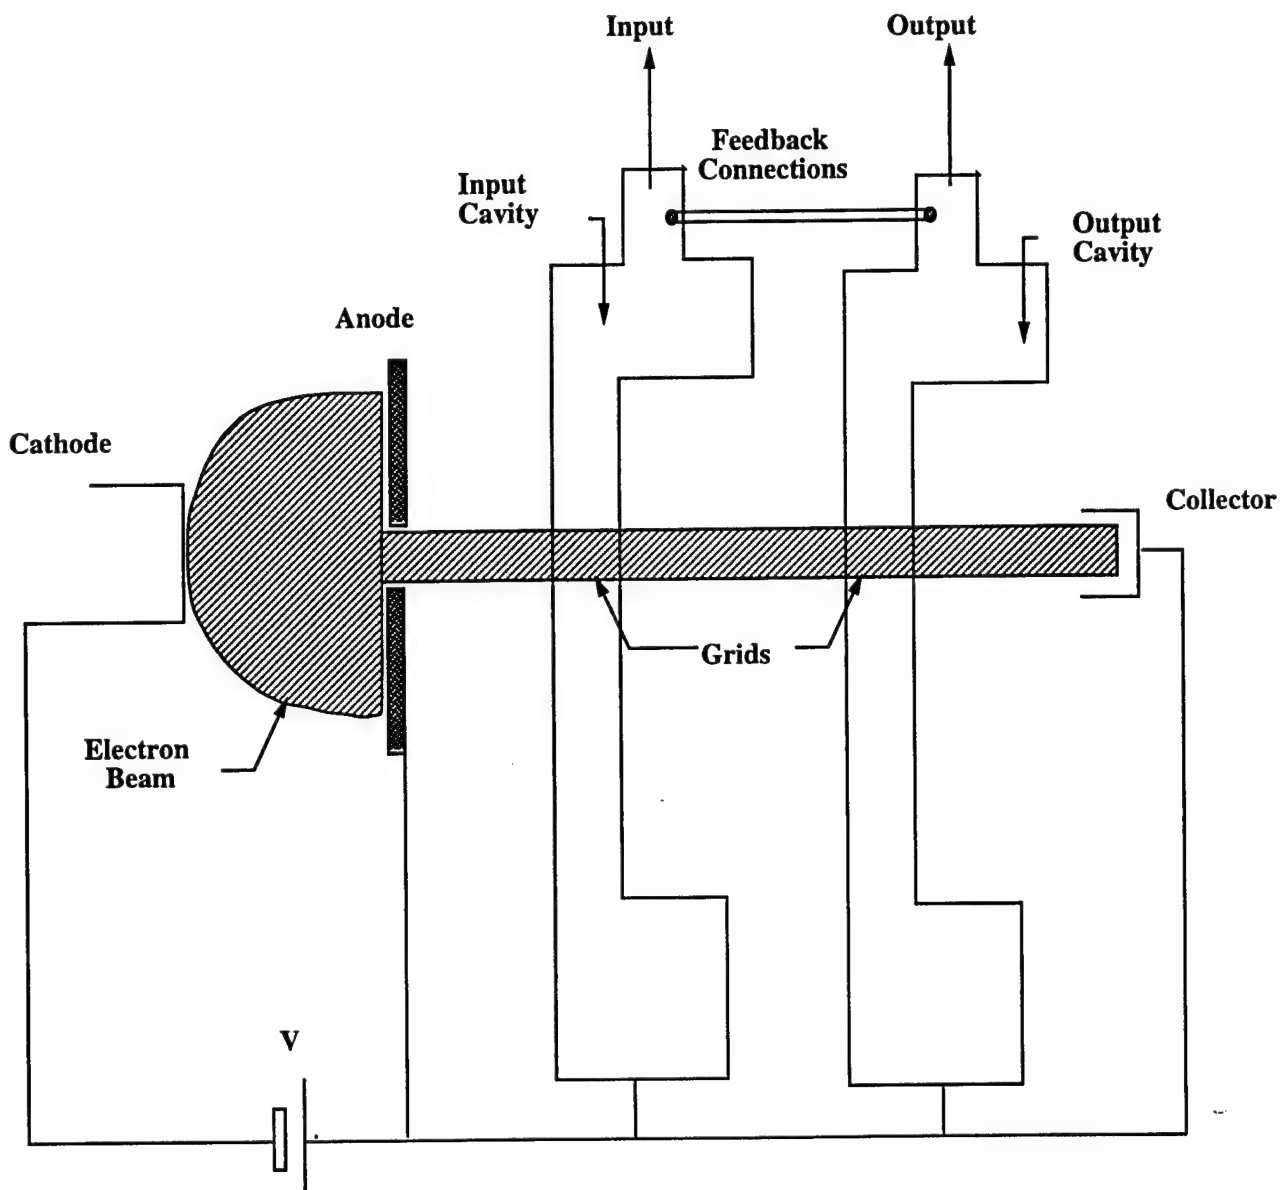 Input
Output
Feedback
Connections
Input
Cavity
Output
Cavity
Anode
Cathode
Collector
Grids
Electron
Beam
V